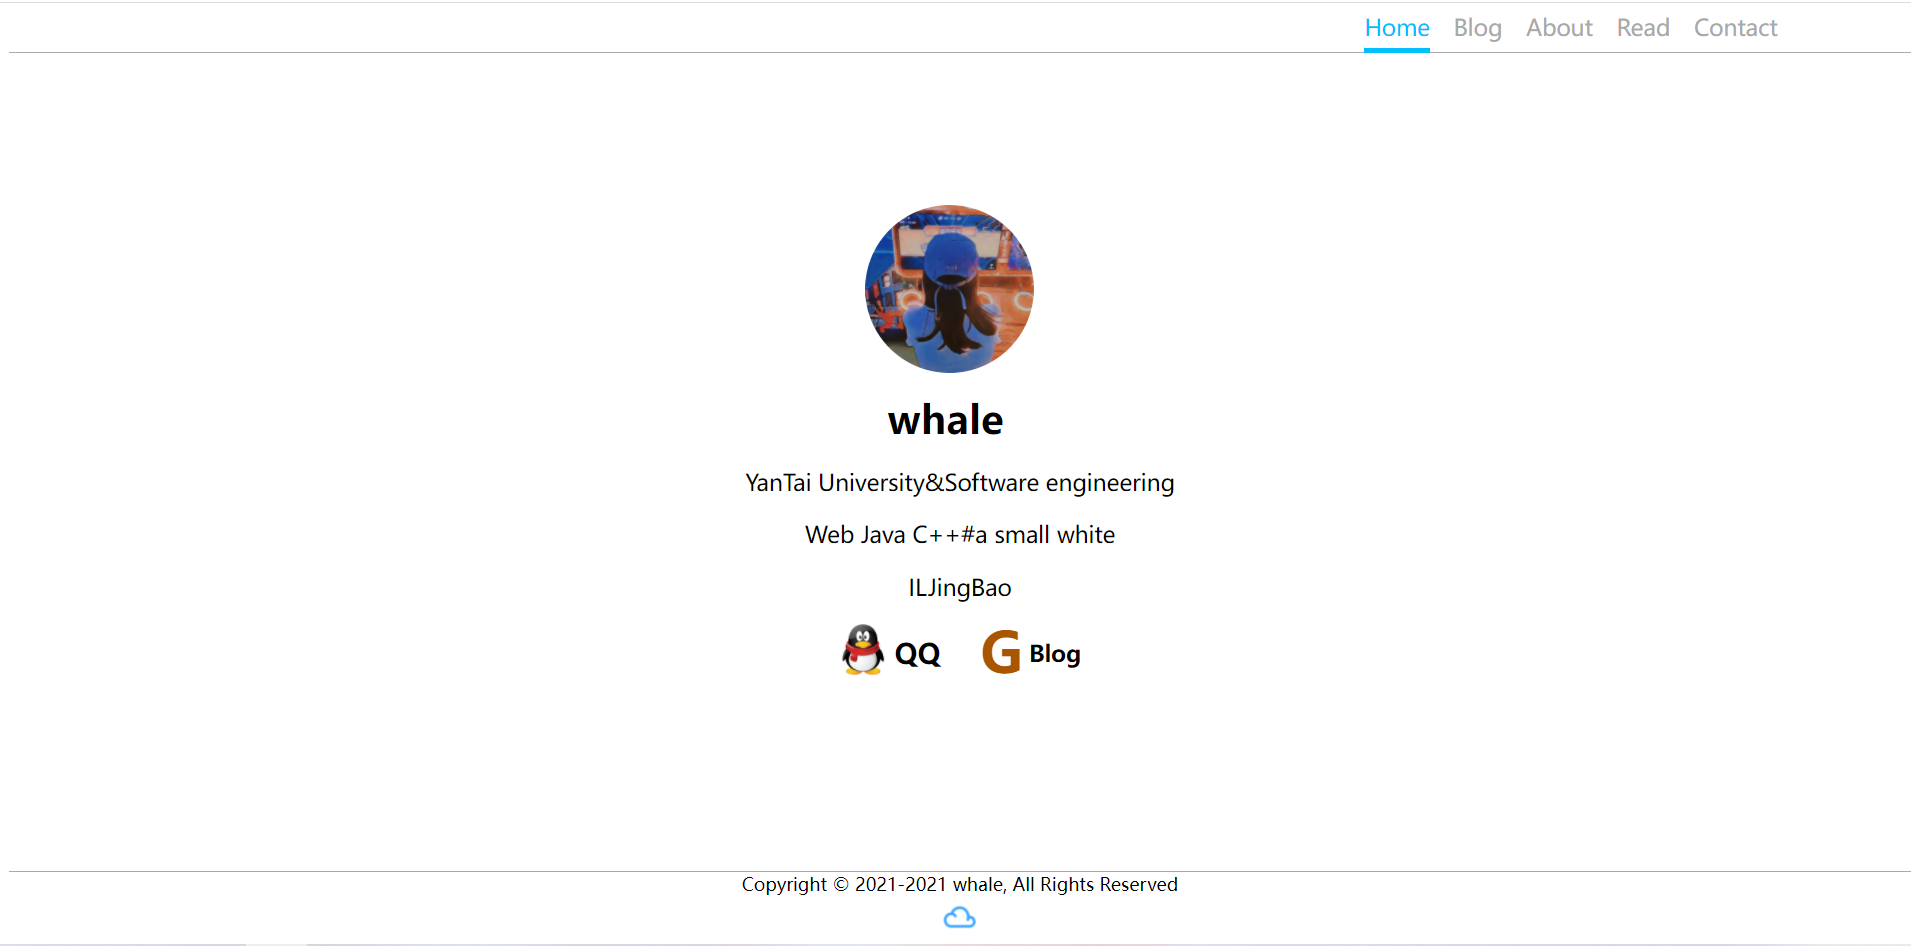 Home Blog About Read Contact
whale
YanTai University&Software engineering
Web Java C++#a small white
ILJingBao
QQ G Blog
Copyright © 2021-2021 whale, All Rights Reserved